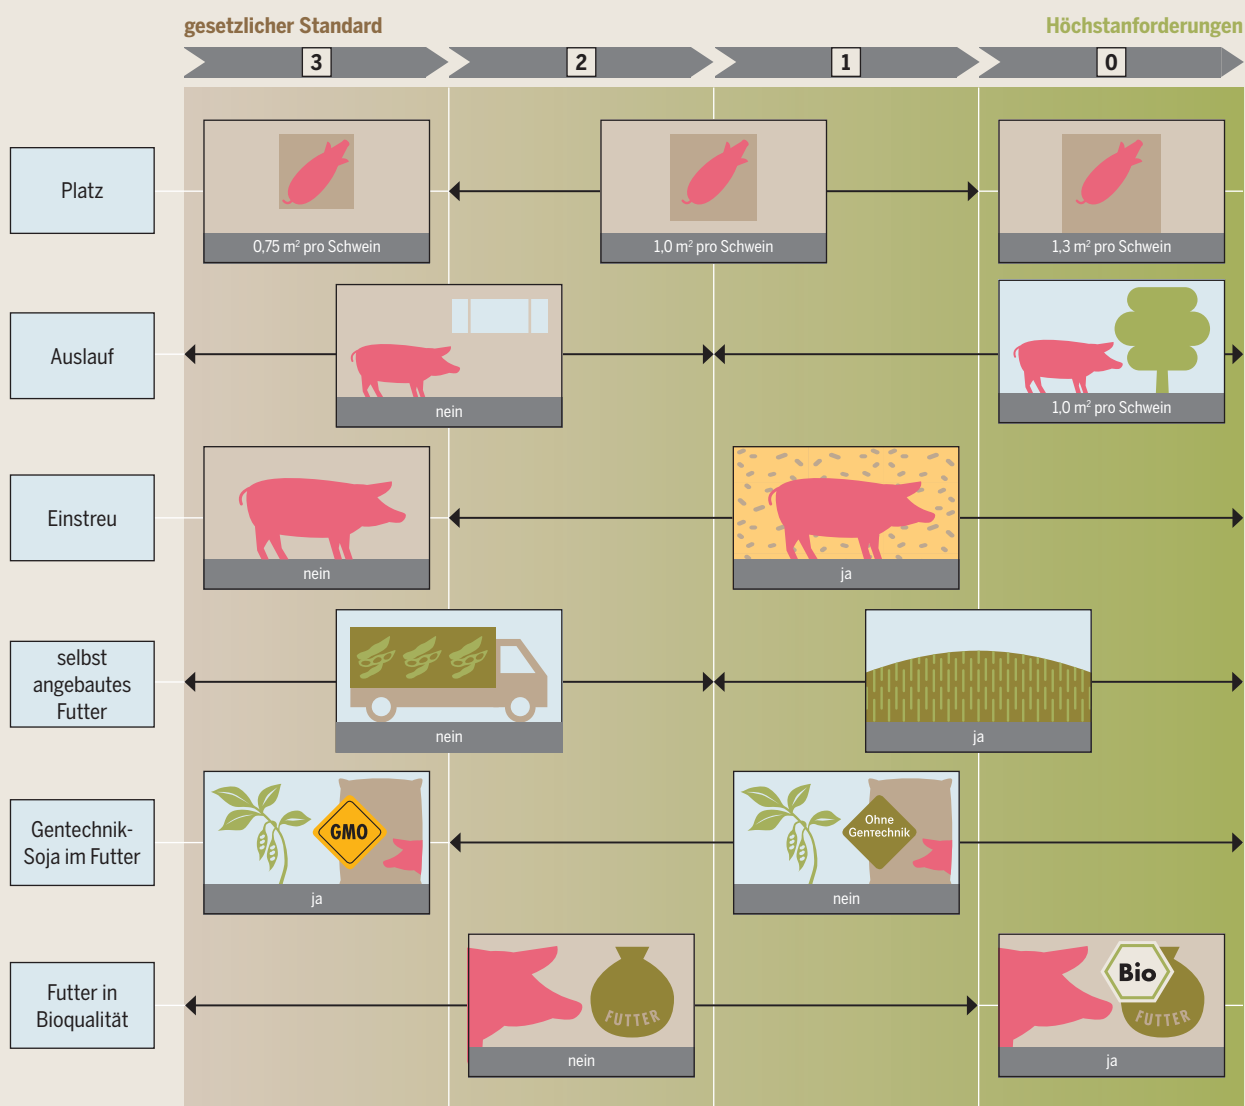 gesetzlicher Standard
Höchstanforderungen
3
2
1
0
Platz
0,75 m² pro Schwein
1,0 m² pro Schwein
1,3 m² pro Schwein
Auslauf
nein
1,0 m² pro Schwein
Einstreu
nein
ja
selbst
angebautes
Futter
nein
ja
Gentechnik-
Soja im Futter
GMO
ja
Ohne
Gentechnik
nein
Futter in
Bioqualität
FUTTER
nein
Bio
FUTTER
ja